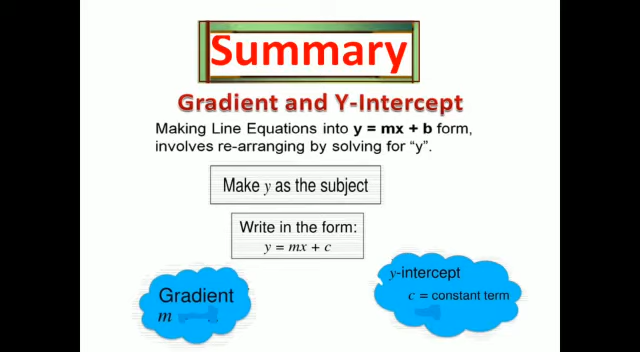 Summary
Gradient and Y-Intercept
Making Line Equations into y = mx + b form,
involves re-arranging by solving for “y”.
Make y as the subject
Write in the form:
y = mx + c
y-intercept
c = constant term
Gradient
m